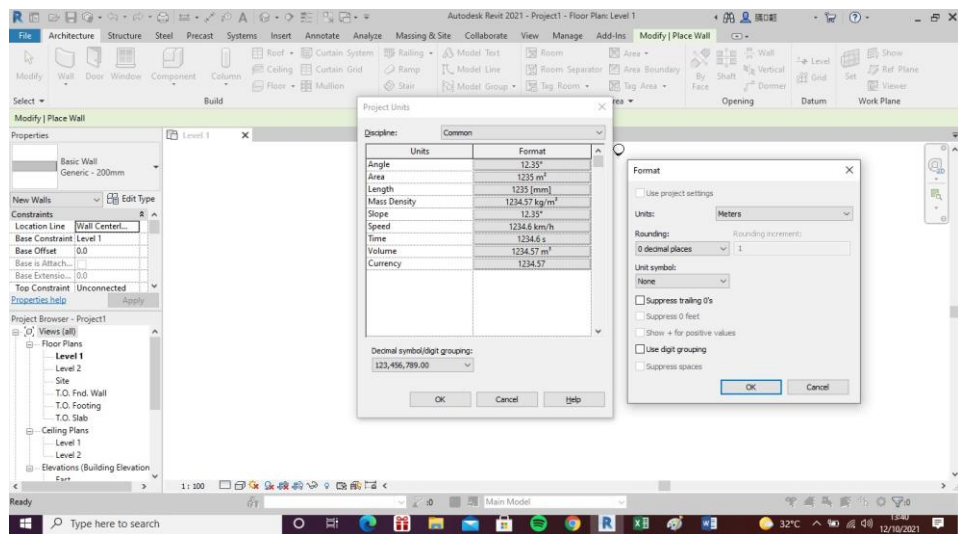 Autodesk Revit 2021 - Project1 - Floor Plan: Level 1
File Architecture Structure Steel Precast Systems Insert Annotate Analyze Massing & Site Collaborate View Manage Add-Ins Modify | Place Wall
Modify Wall Door Window Component Column
Roof Curtain System Railing Model Text Room Area Wall Show
Ceiling Curtain Grid Ramp Model Line Room Separator Area Boundary Vertical Level Ref Plane
Floor Mullion Stair Model Group Tag Room Tag Area By Face Shaft Dormer Grid Set Viewer
Select Build Opening Datum Work Plane
Modify | Place Wall
Properties
Level 1
Basic Wall
Generic - 200mm
New Walls Edit Type
Constraints
Location Line Wall Centerl...
Base Constraint Level 1
Base Offset 0.0
Base is Attach...
Base Extensio... 0.0
Top Constraint Unconnected
Properties help Apply
Project Browser - Project1
Views (all)
Floor Plans
Level 1
Level 2
Site
T.O. Fnd. Wall
T.O. Footing
T.O. Slab
Ceiling Plans
Level 1
Level 2
Elevations (Building Elevation
East
Project Units
Discipline: Common
Units Format
Angle 12.35°
Area 1235 m²
Length 1235 [mm]
Mass Density 1234.57 kg/m³
Slope 12.35°
Speed 1234.6 km/h
Time 1234.6 s
Volume 1234.57 m³
Currency 1234.57
Decimal symbol/digit grouping:
123,456,789.00
OK Cancel Help
Format
Use project settings
Units: Meters
Rounding: Rounding increment:
0 decimal places 1
Unit symbol:
None
Suppress trailing 0's
Suppress 0 feet
Show + for positive values
Use digit grouping
Suppress spaces
OK Cancel
1 : 100
Ready :0 Main Model :0
Type here to search 32°C 13:40
12/10/2021